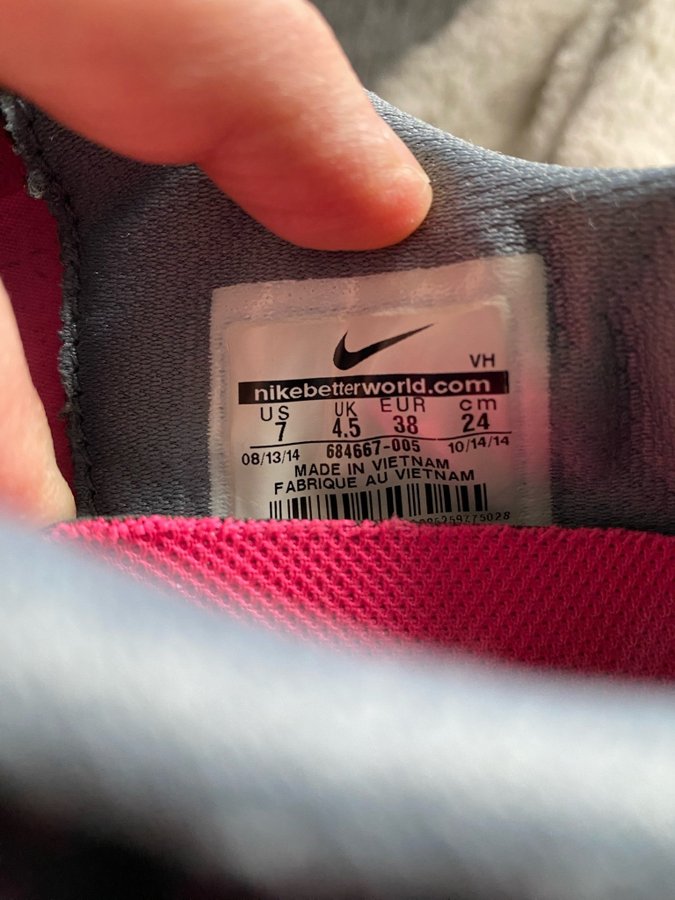 VH
nikebetterworld.com
US UK EUR cm
7 4.5 38 24
08/13/14 684667-005 10/14/14
MADE IN VIETNAM
FABRIQUE AU VIETNAM